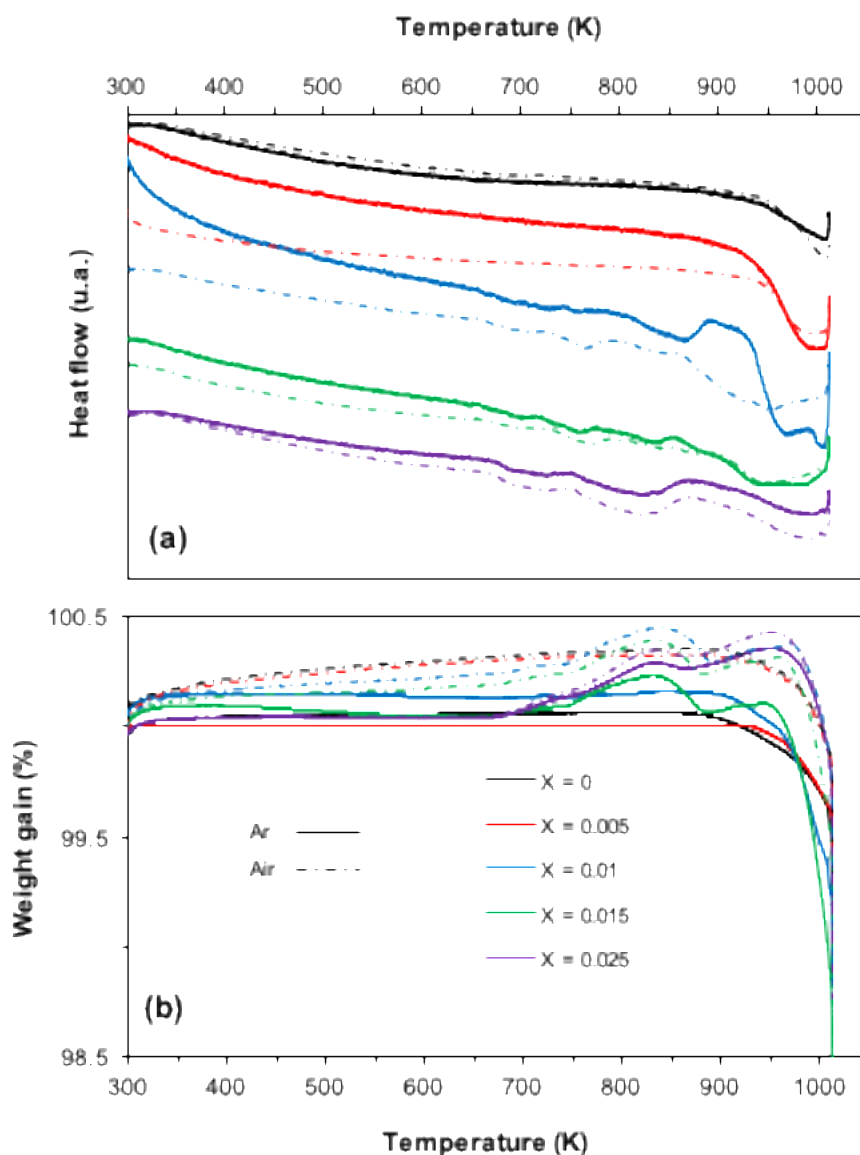 Temperature (K)
300 400 500 600 700 800 900 1000
Heat flow (u.a.)
(a)
100.5
99.5
98.5
Weight gain (%)
Ar
Air
X = 0
X = 0.005
X = 0.01
X = 0.015
X = 0.025
(b)
300 400 500 600 700 800 900 1000
Temperature (K)